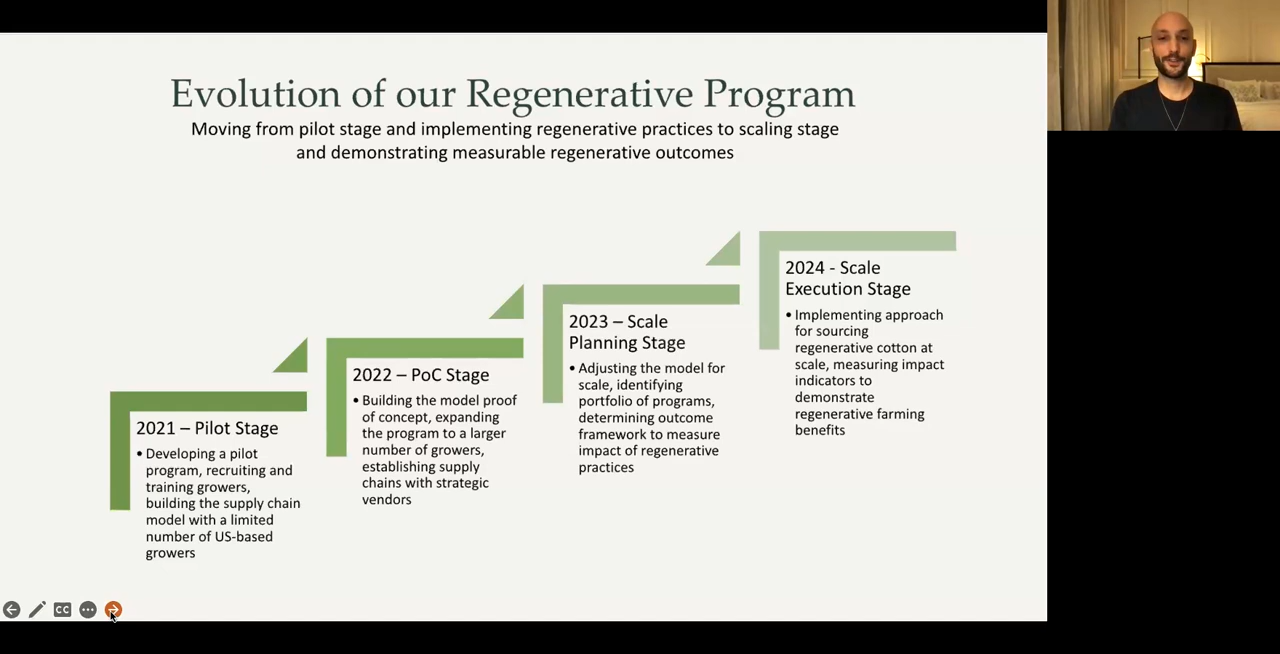 Evolution of our Regenerative Program
Moving from pilot stage and implementing regenerative practices to scaling stage
and demonstrating measurable regenerative outcomes
2021 – Pilot Stage
• Developing a pilot
program, recruiting and
training growers,
building the supply chain
model with a limited
number of US-based
growers
2022 – PoC Stage
• Building the model proof
of concept, expanding
the program to a larger
number of growers,
establishing supply
chains with strategic
vendors
2023 – Scale
Planning Stage
• Adjusting the model for
scale, identifying
portfolio of programs,
determining outcome
framework to measure
impact of regenerative
practices
2024 - Scale
Execution Stage
• Implementing approach
for sourcing
regenerative cotton at
scale, measuring impact
indicators to
demonstrate
regenerative farming
benefits
CC